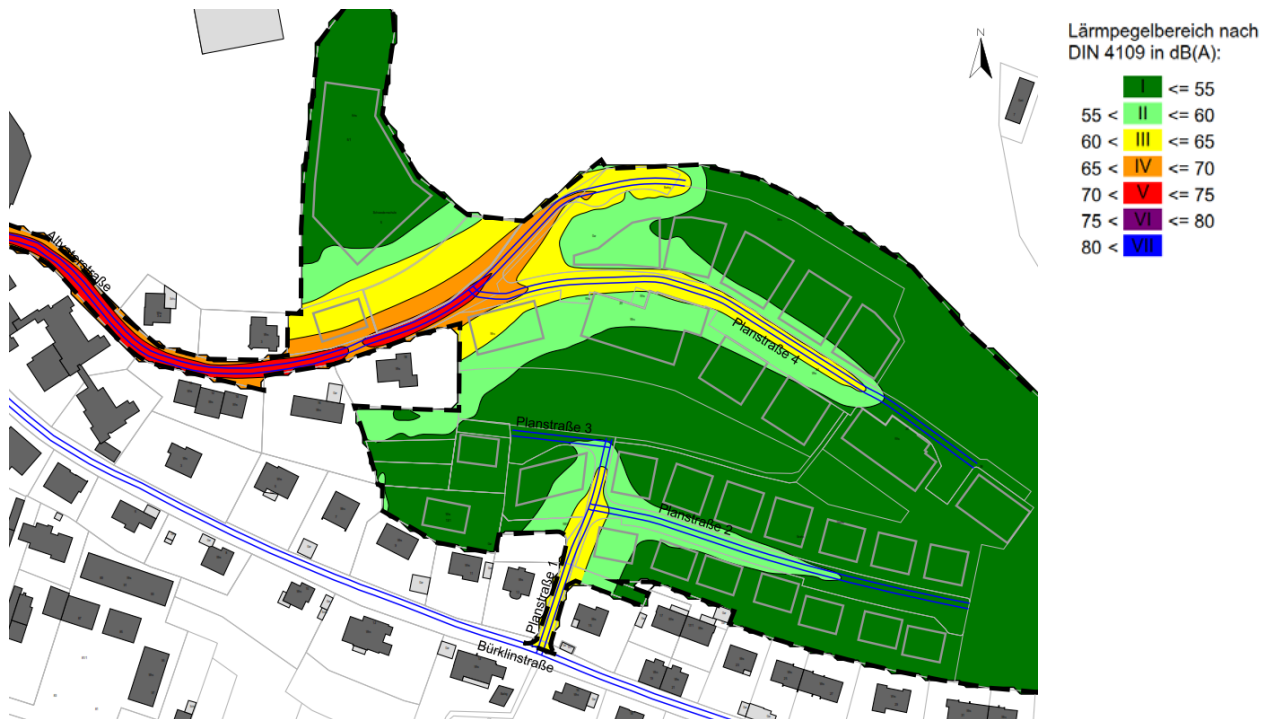 Lärmpegelbereich nach
DIN 4109 in dB(A):
I <= 55
55 < II <= 60
60 < III <= 65
65 < IV <= 70
70 < V <= 75
75 < VI <= 80
80 < VII
N
Planstraße 4
Planstraße 3
Planstraße 2
Planstraße 1
Bürklinstraße